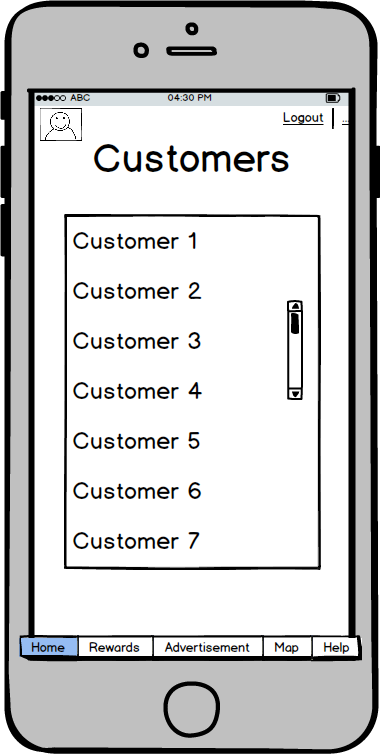 ABC 04:30 PM
Logout ...
Customers
Customer 1
Customer 2
Customer 3
Customer 4
Customer 5
Customer 6
Customer 7
Home Rewards Advertisement Map Help